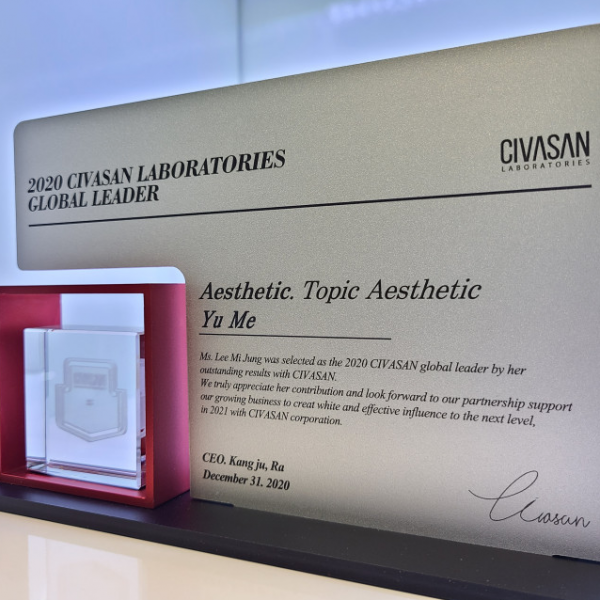 2020 CIVASAN LABORATORIES
GLOBAL LEADER
CIVASAN
LABORATORIES
Aesthetic. Topic Aesthetic
Yu Me
Ms. Lee Mi Jung was selected as the 2020 CIVASAN global leader by her
outstanding results with CIVASAN.
We truly appreciate her contribution and look forward to our partnership support
our growing business to creat white and effective influence to the next level,
in 2021 with CIVASAN corporation.
CEO. Kang ju, Ra
December 31. 2020
Civasan